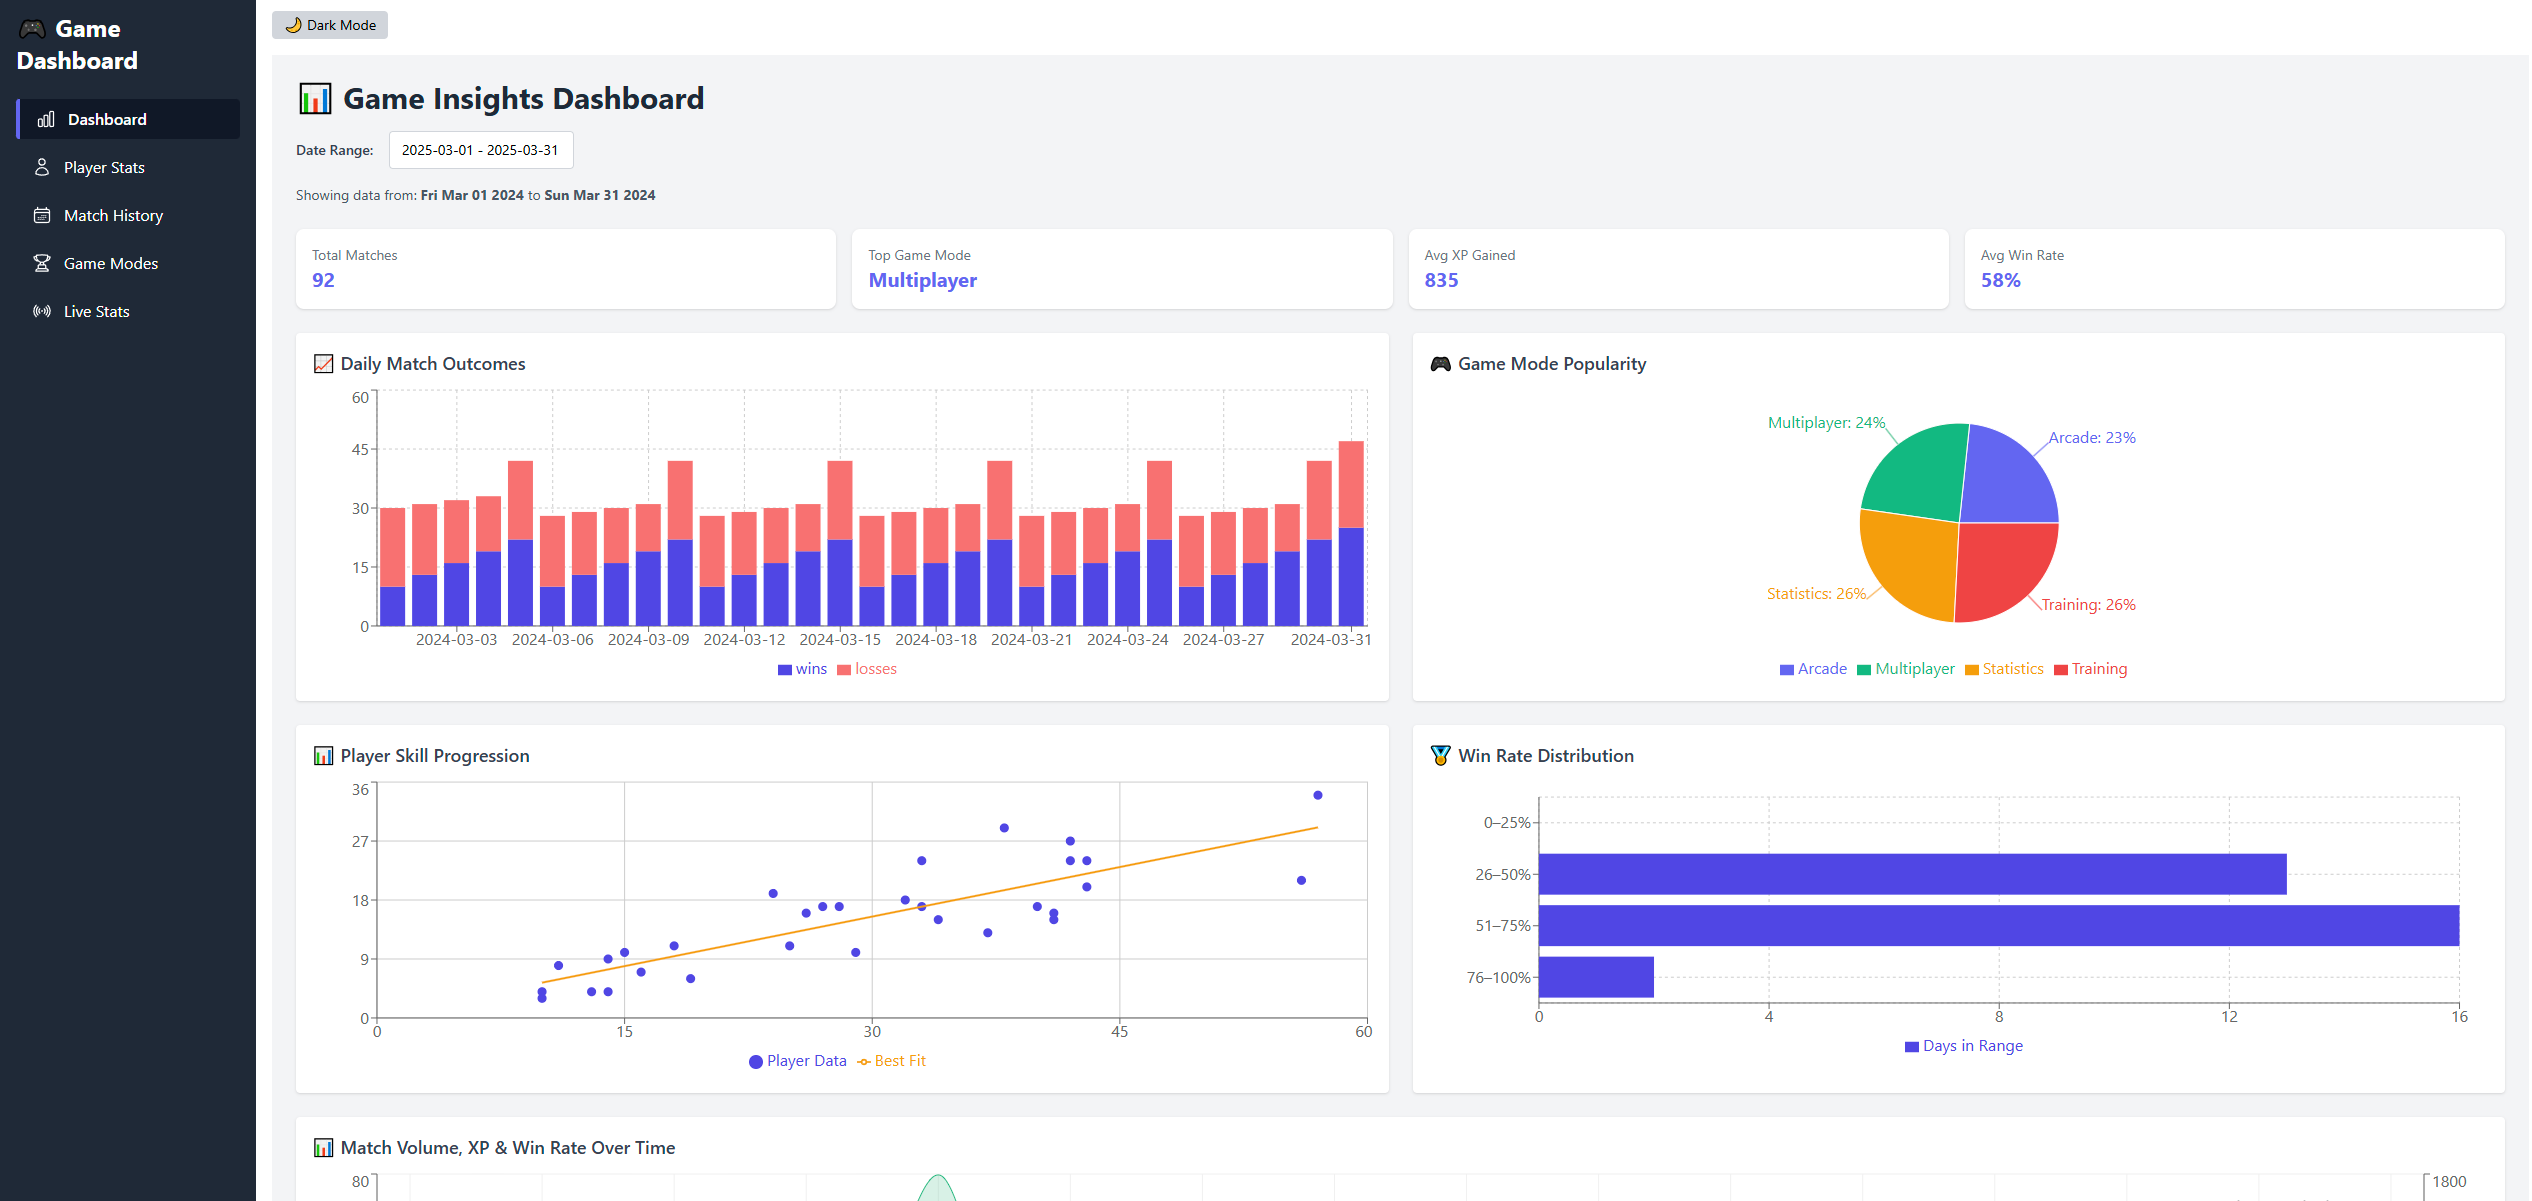 🎮 Game
Dashboard
Dashboard
Player Stats
Match History
Game Modes
Live Stats
🌙 Dark Mode
📊 Game Insights Dashboard
Date Range: 2025-03-01 - 2025-03-31
Showing data from: Fri Mar 01 2024 to Sun Mar 31 2024
Total Matches
92
Top Game Mode
Multiplayer
Avg XP Gained
835
Avg Win Rate
58%
📈 Daily Match Outcomes
60
45
30
15
0
2024-03-03 2024-03-06 2024-03-09 2024-03-12 2024-03-15 2024-03-18 2024-03-21 2024-03-24 2024-03-27 2024-03-31
wins losses
🎮 Game Mode Popularity
Multiplayer: 24%
Arcade: 23%
Statistics: 26%
Training: 26%
Arcade Multiplayer Statistics Training
📊 Player Skill Progression
36
27
18
9
0
0 15 30 45 60
Player Data Best Fit
🏅 Win Rate Distribution
0–25%
26–50%
51–75%
76–100%
0 4 8 12 16
Days in Range
📊 Match Volume, XP & Win Rate Over Time
80
1800